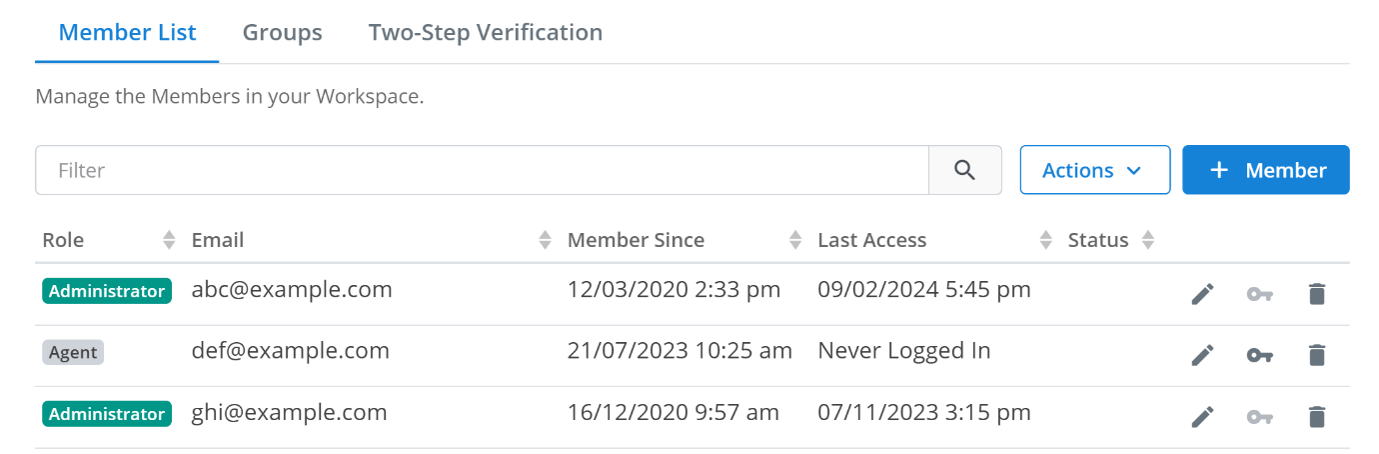 Member List Groups Two-Step Verification
Manage the Members in your Workspace.
Filter Actions + Member
Role Email Member Since Last Access Status
Administrator abc@example.com 12/03/2020 2:33 pm 09/02/2024 5:45 pm
Agent def@example.com 21/07/2023 10:25 am Never Logged In
Administrator ghi@example.com 16/12/2020 9:57 am 07/11/2023 3:15 pm